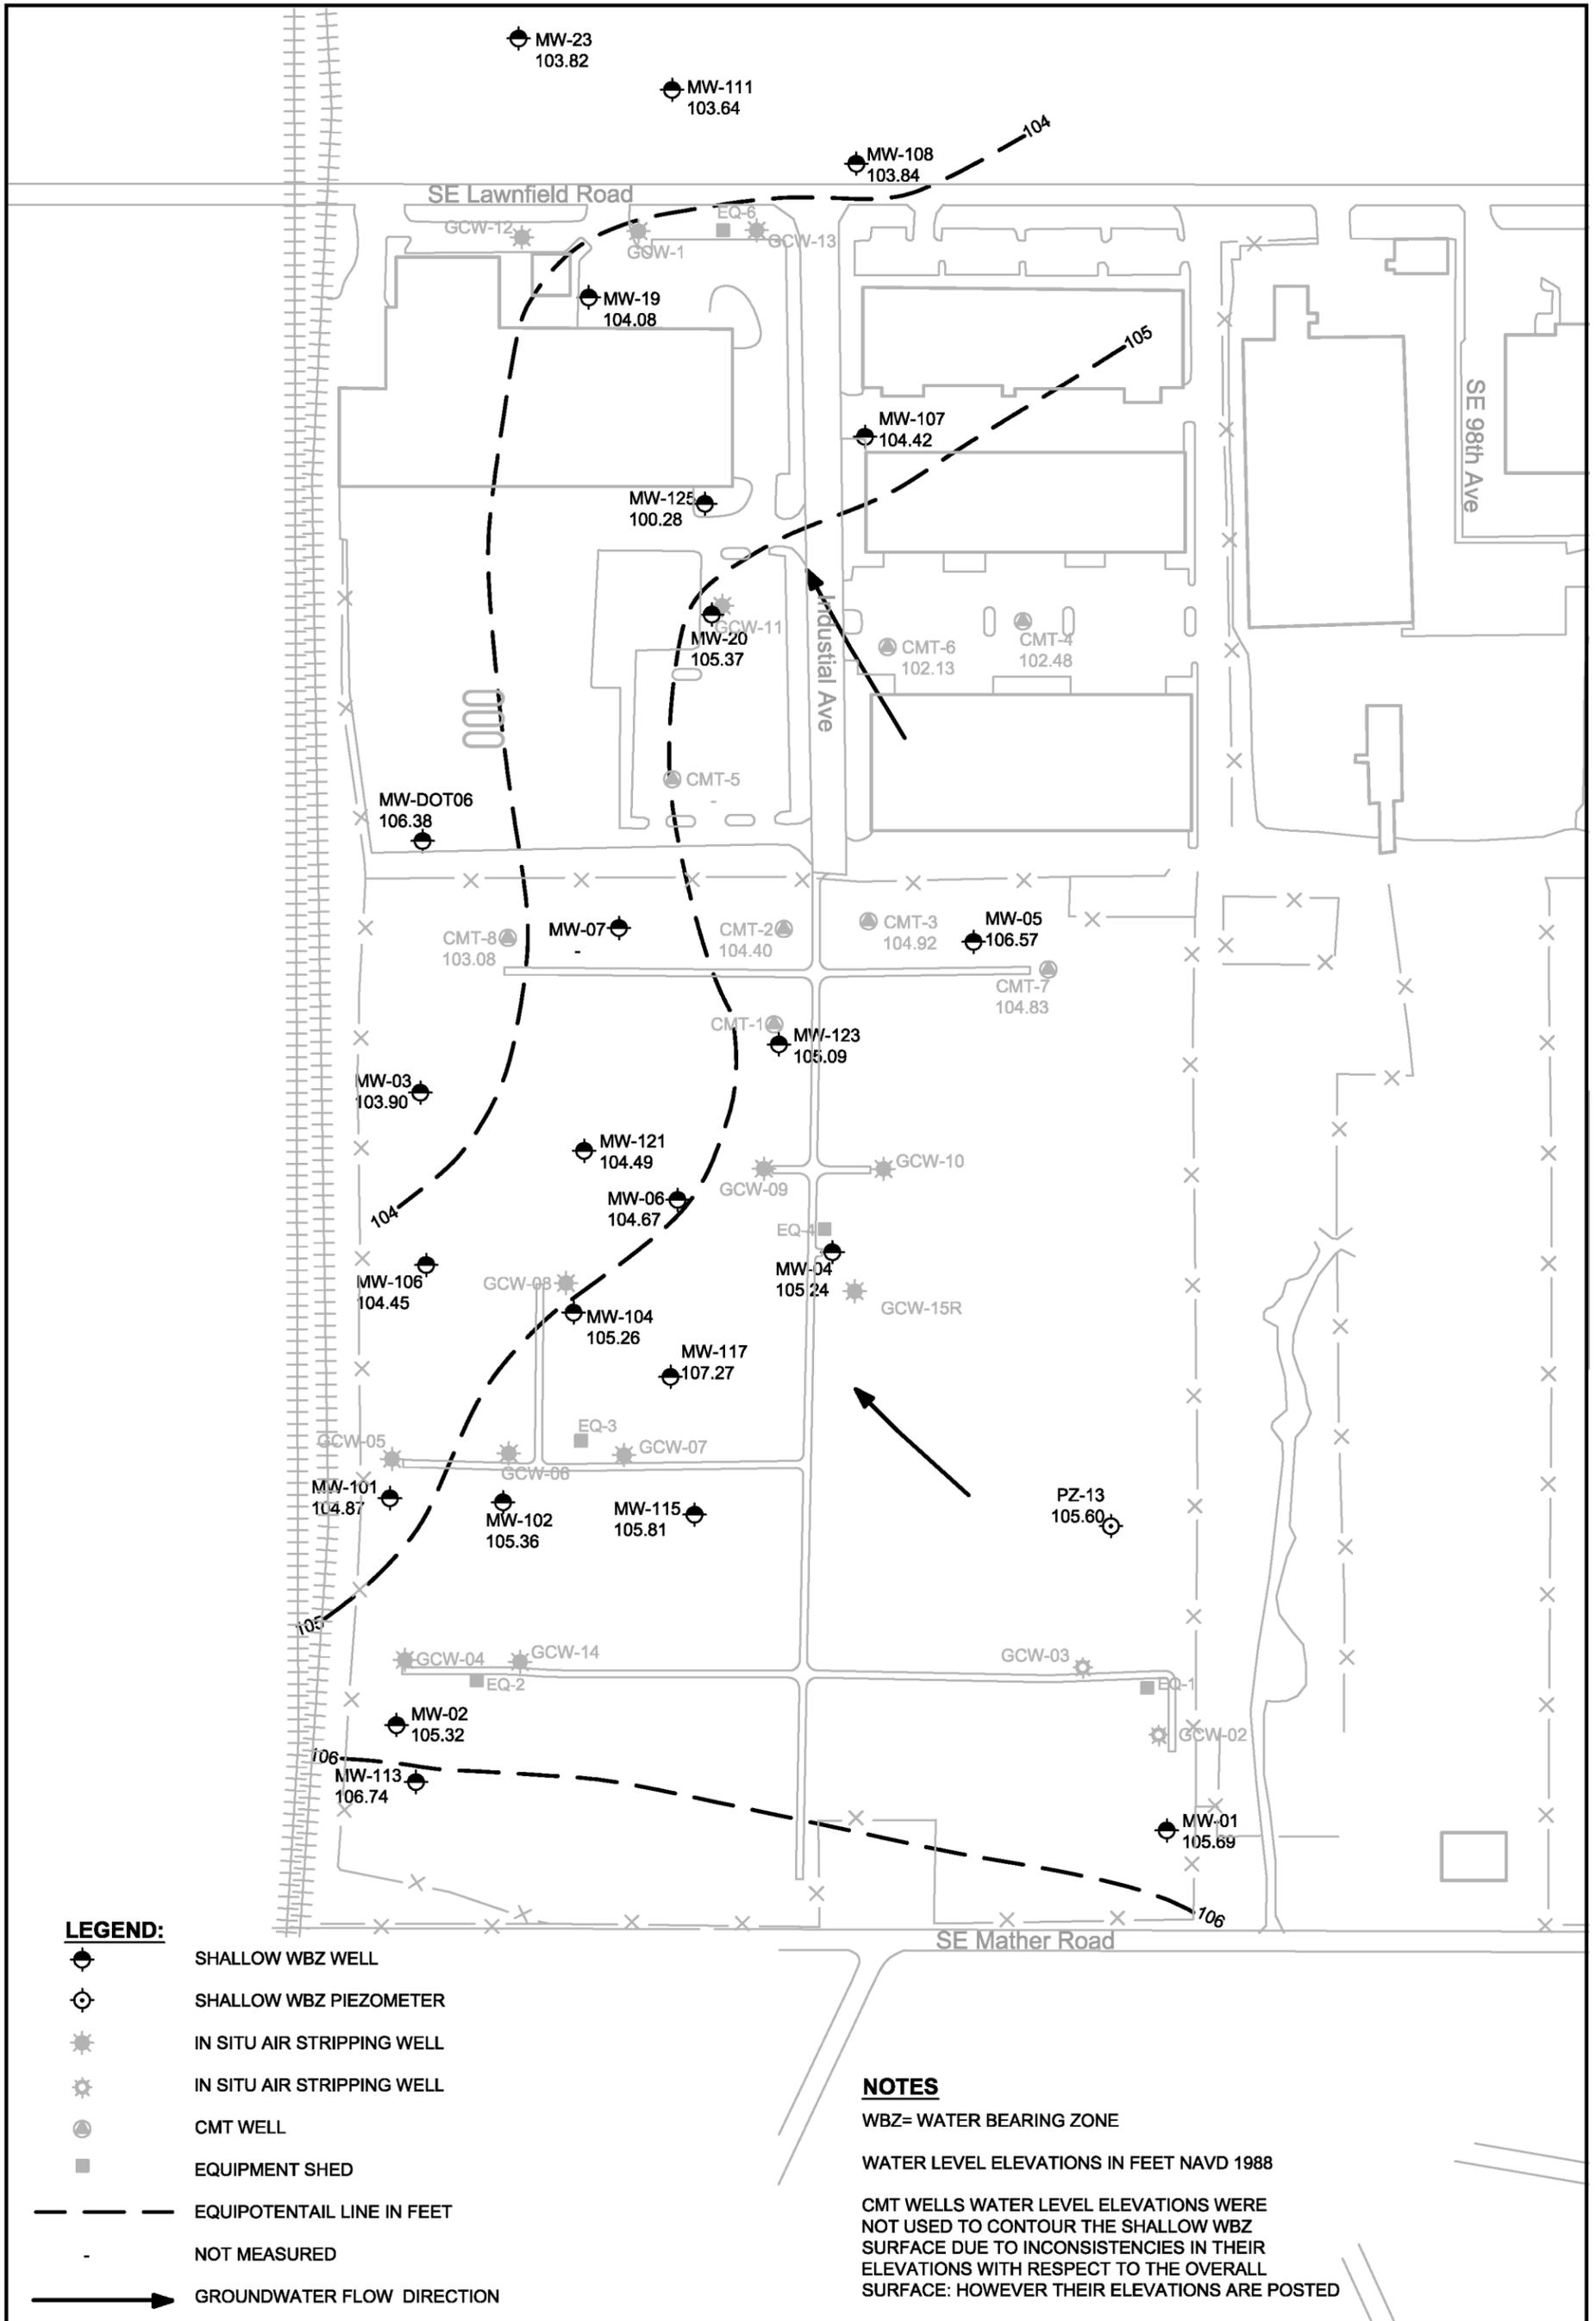 MW-23
103.82
MW-111
103.64
104
MW-108
103.84
SE Lawnfield Road
GCW-12
EQ-6
GCW-1
GCW-13
MW-19
104.08
105
MW-107
104.42
SE 98th Ave
MW-125
100.28
GCW-11
MW-20
105.37
Industial Ave
CMT-6
102.13
CMT-4
102.48
CMT-5
-
MW-DOT06
106.38
CMT-8
103.08
MW-07
-
CMT-2
104.40
CMT-3
104.92
MW-05
106.57
CMT-7
104.83
CMT-1
MW-123
105.09
MW-03
103.90
MW-121
104.49
GCW-09
GCW-10
MW-06
104.67
104
EQ-4
MW-04
105.24
MW-106
104.45
GCW-08
GCW-15R
MW-104
105.26
MW-117
107.27
EQ-3
GCW-05
GCW-06
GCW-07
MW-101
104.87
MW-102
105.36
MW-115
105.81
PZ-13
105.60
105
GCW-04
GCW-14
GCW-03
EQ-2
EQ-1
MW-02
105.32
GCW-02
106
MW-113
106.74
MW-01
105.69
106
SE Mather Road
LEGEND:
SHALLOW WBZ WELL
SHALLOW WBZ PIEZOMETER
IN SITU AIR STRIPPING WELL
IN SITU AIR STRIPPING WELL
CMT WELL
EQUIPMENT SHED
EQUIPOTENTAIL LINE IN FEET
- NOT MEASURED
GROUNDWATER FLOW DIRECTION
NOTES
WBZ= WATER BEARING ZONE
WATER LEVEL ELEVATIONS IN FEET NAVD 1988
CMT WELLS WATER LEVEL ELEVATIONS WERE
NOT USED TO CONTOUR THE SHALLOW WBZ
SURFACE DUE TO INCONSISTENCIES IN THEIR
ELEVATIONS WITH RESPECT TO THE OVERALL
SURFACE: HOWEVER THEIR ELEVATIONS ARE POSTED